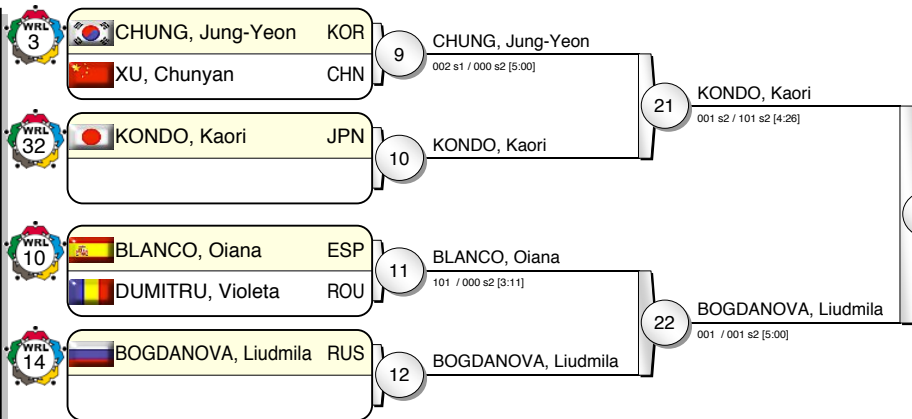 WRL
3
CHUNG, Jung-Yeon KOR
XU, Chunyan CHN
9
CHUNG, Jung-Yeon
002 s1 / 000 s2 [5:00]
WRL
32
KONDO, Kaori JPN
10
KONDO, Kaori
21
KONDO, Kaori
001 s2 / 101 s2 [4:26]
WRL
10
BLANCO, Oiana ESP
DUMITRU, Violeta ROU
11
BLANCO, Oiana
101 / 000 s2 [3:11]
WRL
14
BOGDANOVA, Liudmila RUS
12
BOGDANOVA, Liudmila
22
BOGDANOVA, Liudmila
001 / 001 s2 [5:00]